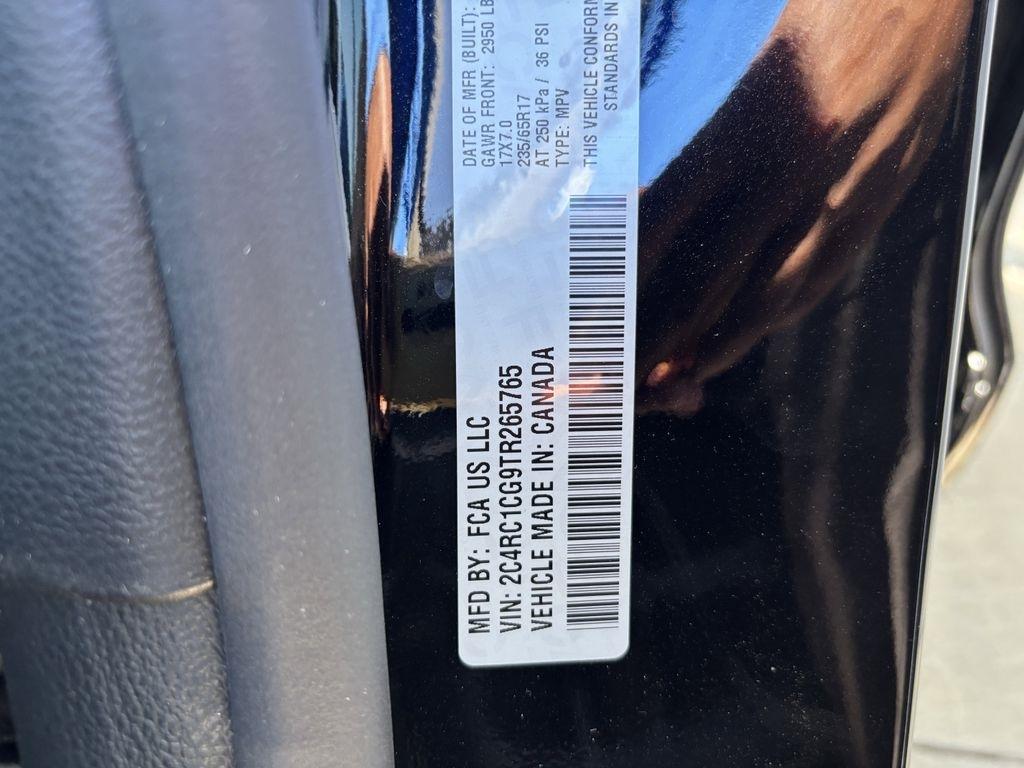 MFD BY: FCA US LLC
VIN: 2C4RC1CG9TR265765
VEHICLE MADE IN: CANADA
DATE OF MFR (BUILT):
GAWR FRONT: 2950 LB
17X7.0
235/65R17
AT 250 kPa / 36 PSI
TYPE: MPV
THIS VEHICLE CONFORM
STANDARDS IN